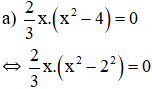 a) 2/3 x.(x² − 4) = 0
⇔ 2/3 x.(x² − 2²) = 0